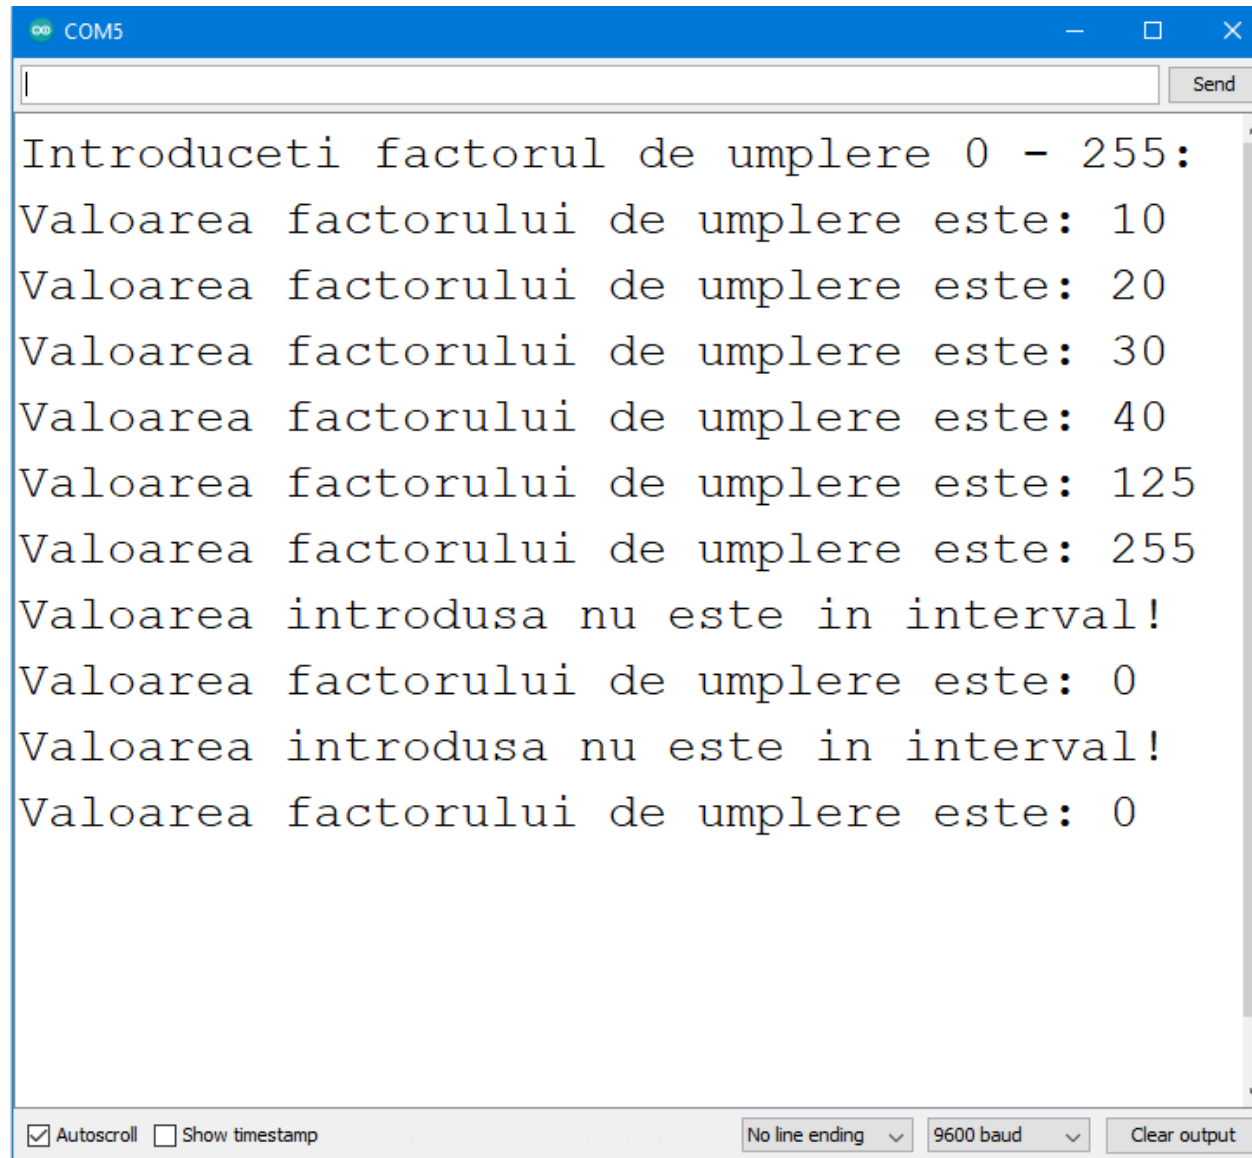 COM5
Send
Introduceti factorul de umplere 0 - 255:
Valoarea factorului de umplere este: 10
Valoarea factorului de umplere este: 20
Valoarea factorului de umplere este: 30
Valoarea factorului de umplere este: 40
Valoarea factorului de umplere este: 125
Valoarea factorului de umplere este: 255
Valoarea introdusa nu este in interval!
Valoarea factorului de umplere este: 0
Valoarea introdusa nu este in interval!
Valoarea factorului de umplere este: 0
Autoscroll Show timestamp No line ending 9600 baud Clear output